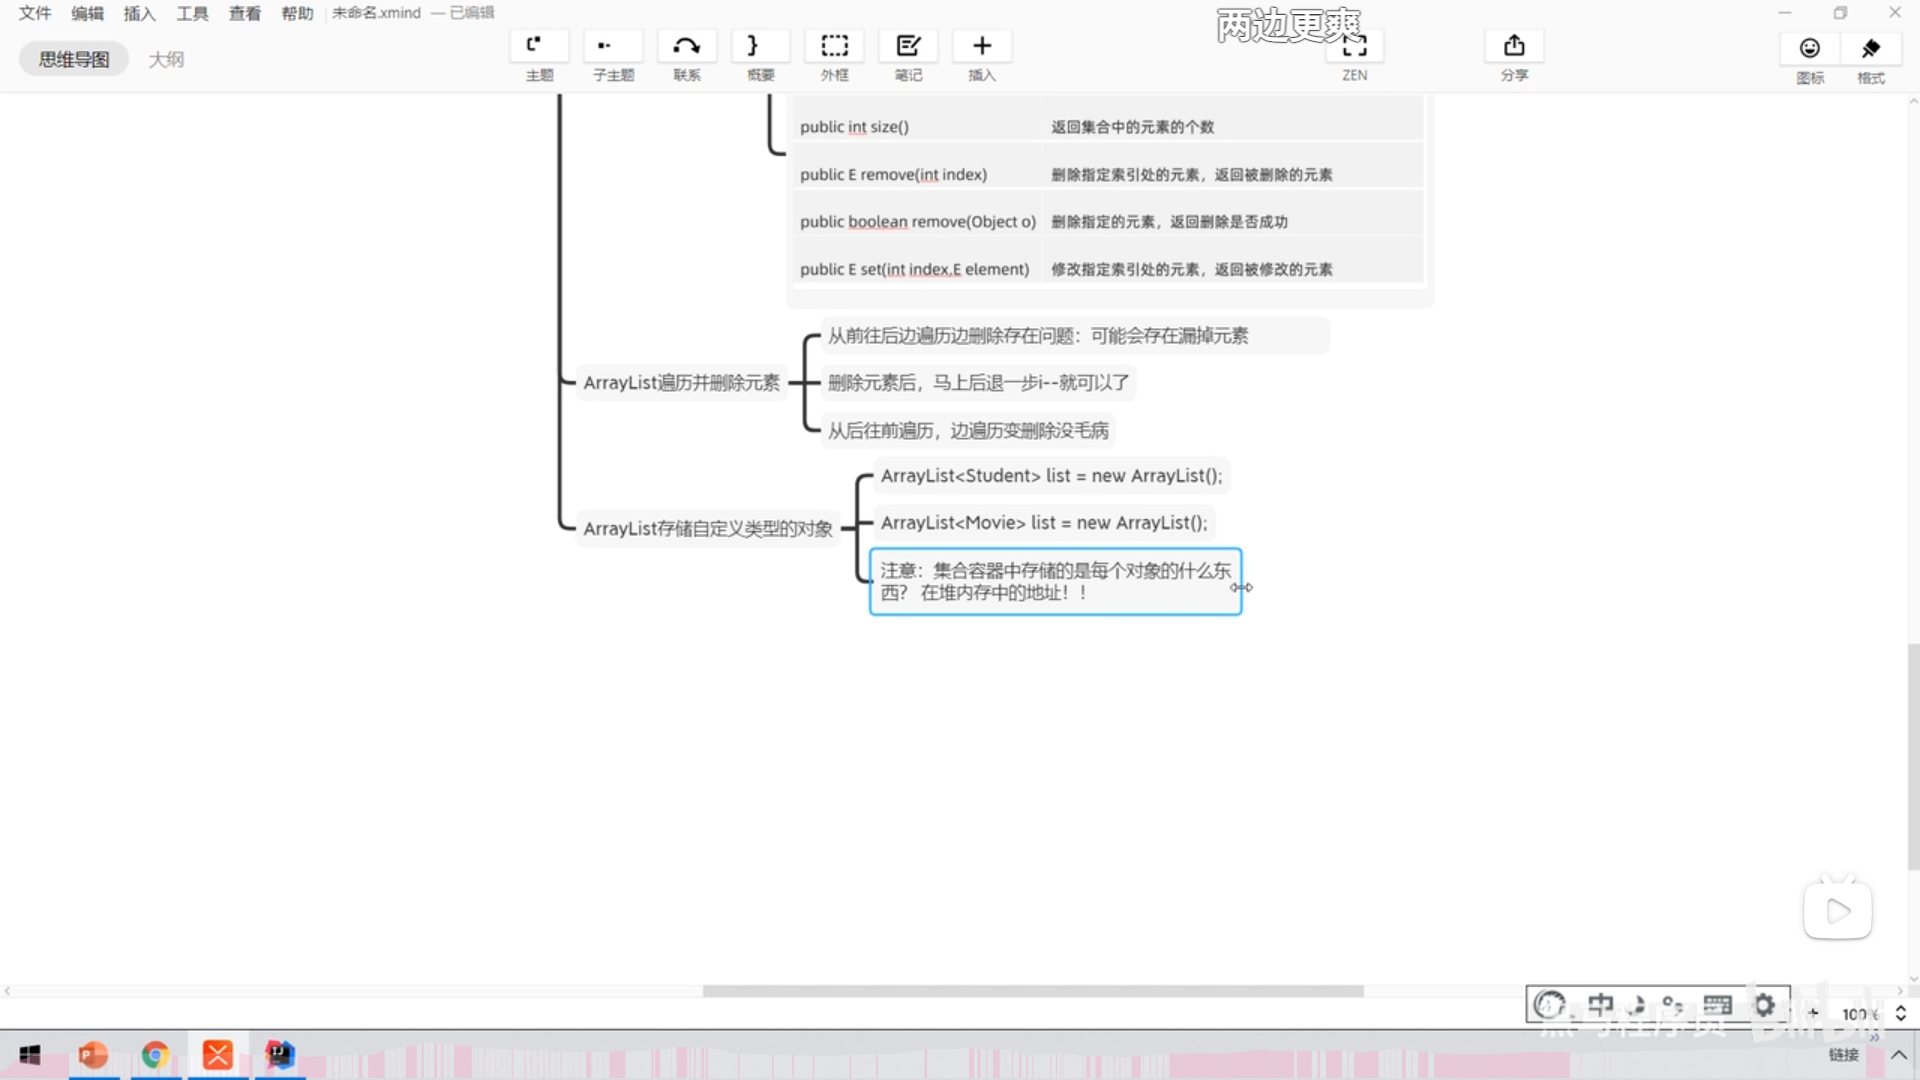 文件 编辑 插入 工具 查看 帮助 未命名.xmind — 已编辑
两边更爽
思维导图 大纲
主题 子主题 联系 概要 外框 笔记 插入 ZEN 分享 图标 格式
public int size() 返回集合中的元素的个数
public E remove(int index) 删除指定索引处的元素，返回被删除的元素
public boolean remove(Object o) 删除指定的元素，返回删除是否成功
public E set(int index,E element) 修改指定索引处的元素，返回被修改的元素
从前往后边遍历边删除存在问题：可能会存在漏掉元素
ArrayList遍历并删除元素
删除元素后，马上后退一步i--就可以了
从后往前遍历，边遍历变删除没毛病
ArrayList<Student> list = new ArrayList();
ArrayList存储自定义类型的对象
ArrayList<Movie> list = new ArrayList();
注意：集合容器中存储的是每个对象的什么东
西？ 在堆内存中的地址！！
中
100%
链接